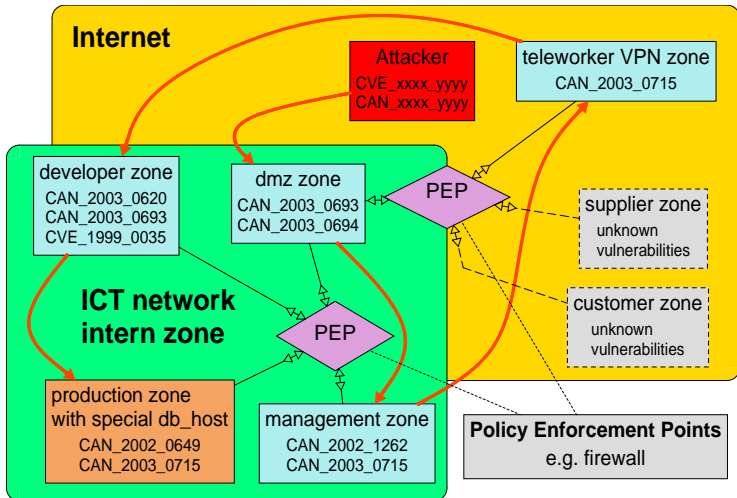 Internet
Attacker
CVE_xxxx_yyyy
CAN_xxxx_yyyy
teleworker VPN zone
CAN_2003_0715
developer zone
CAN_2003_0620
CAN_2003_0693
CVE_1999_0035
dmz zone
CAN_2003_0693
CAN_2003_0694
PEP
supplier zone
unknown
vulnerabilities
customer zone
unknown
vulnerabilities
ICT network
intern zone
PEP
production zone
with special db_host
CAN_2002_0649
CAN_2003_0715
management zone
CAN_2002_1262
CAN_2003_0715
Policy Enforcement Points
e.g. firewall